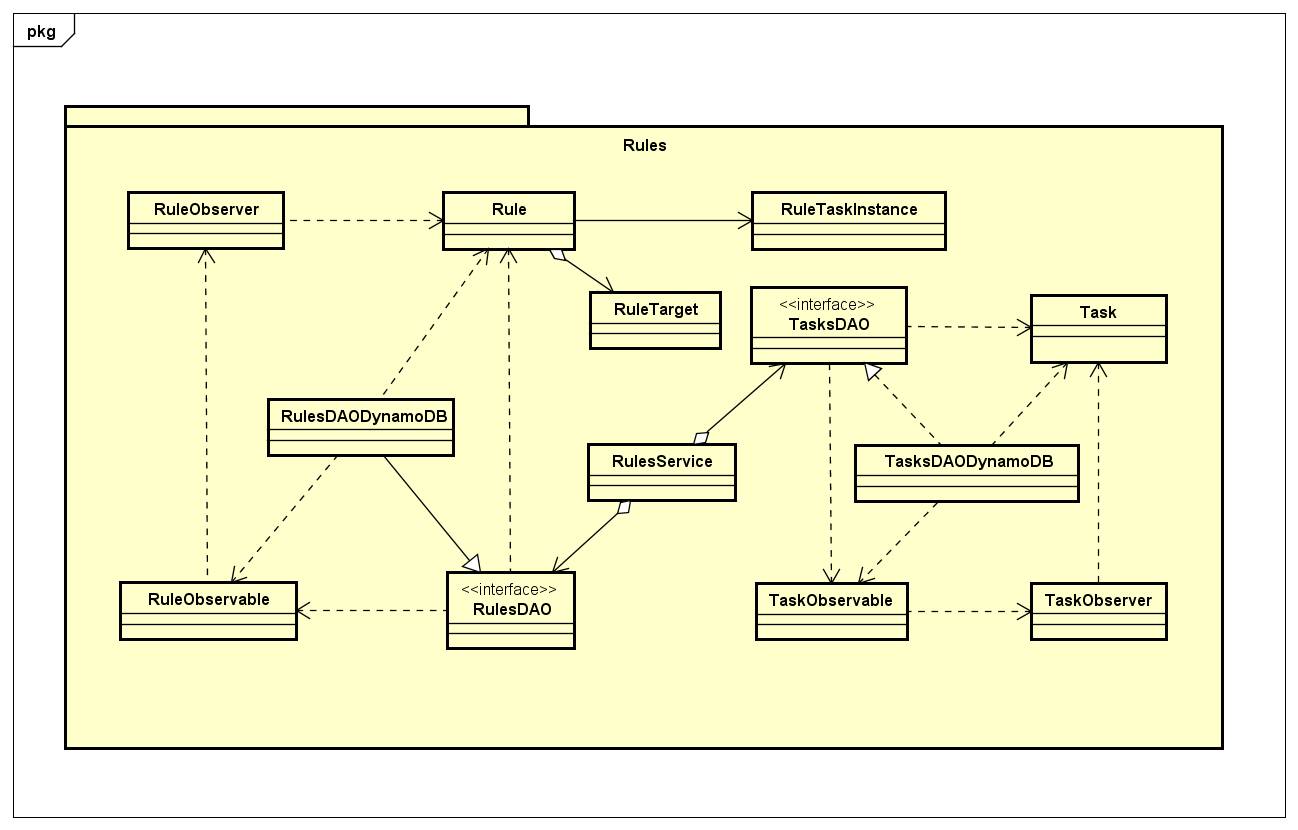 pkg
Rules
RuleObserver
Rule
RuleTaskInstance
RuleTarget
<<interface>>
TasksDAO
Task
RulesDAODynamoDB
RulesService
TasksDAODynamoDB
RuleObservable
<<interface>>
RulesDAO
TaskObservable
TaskObserver